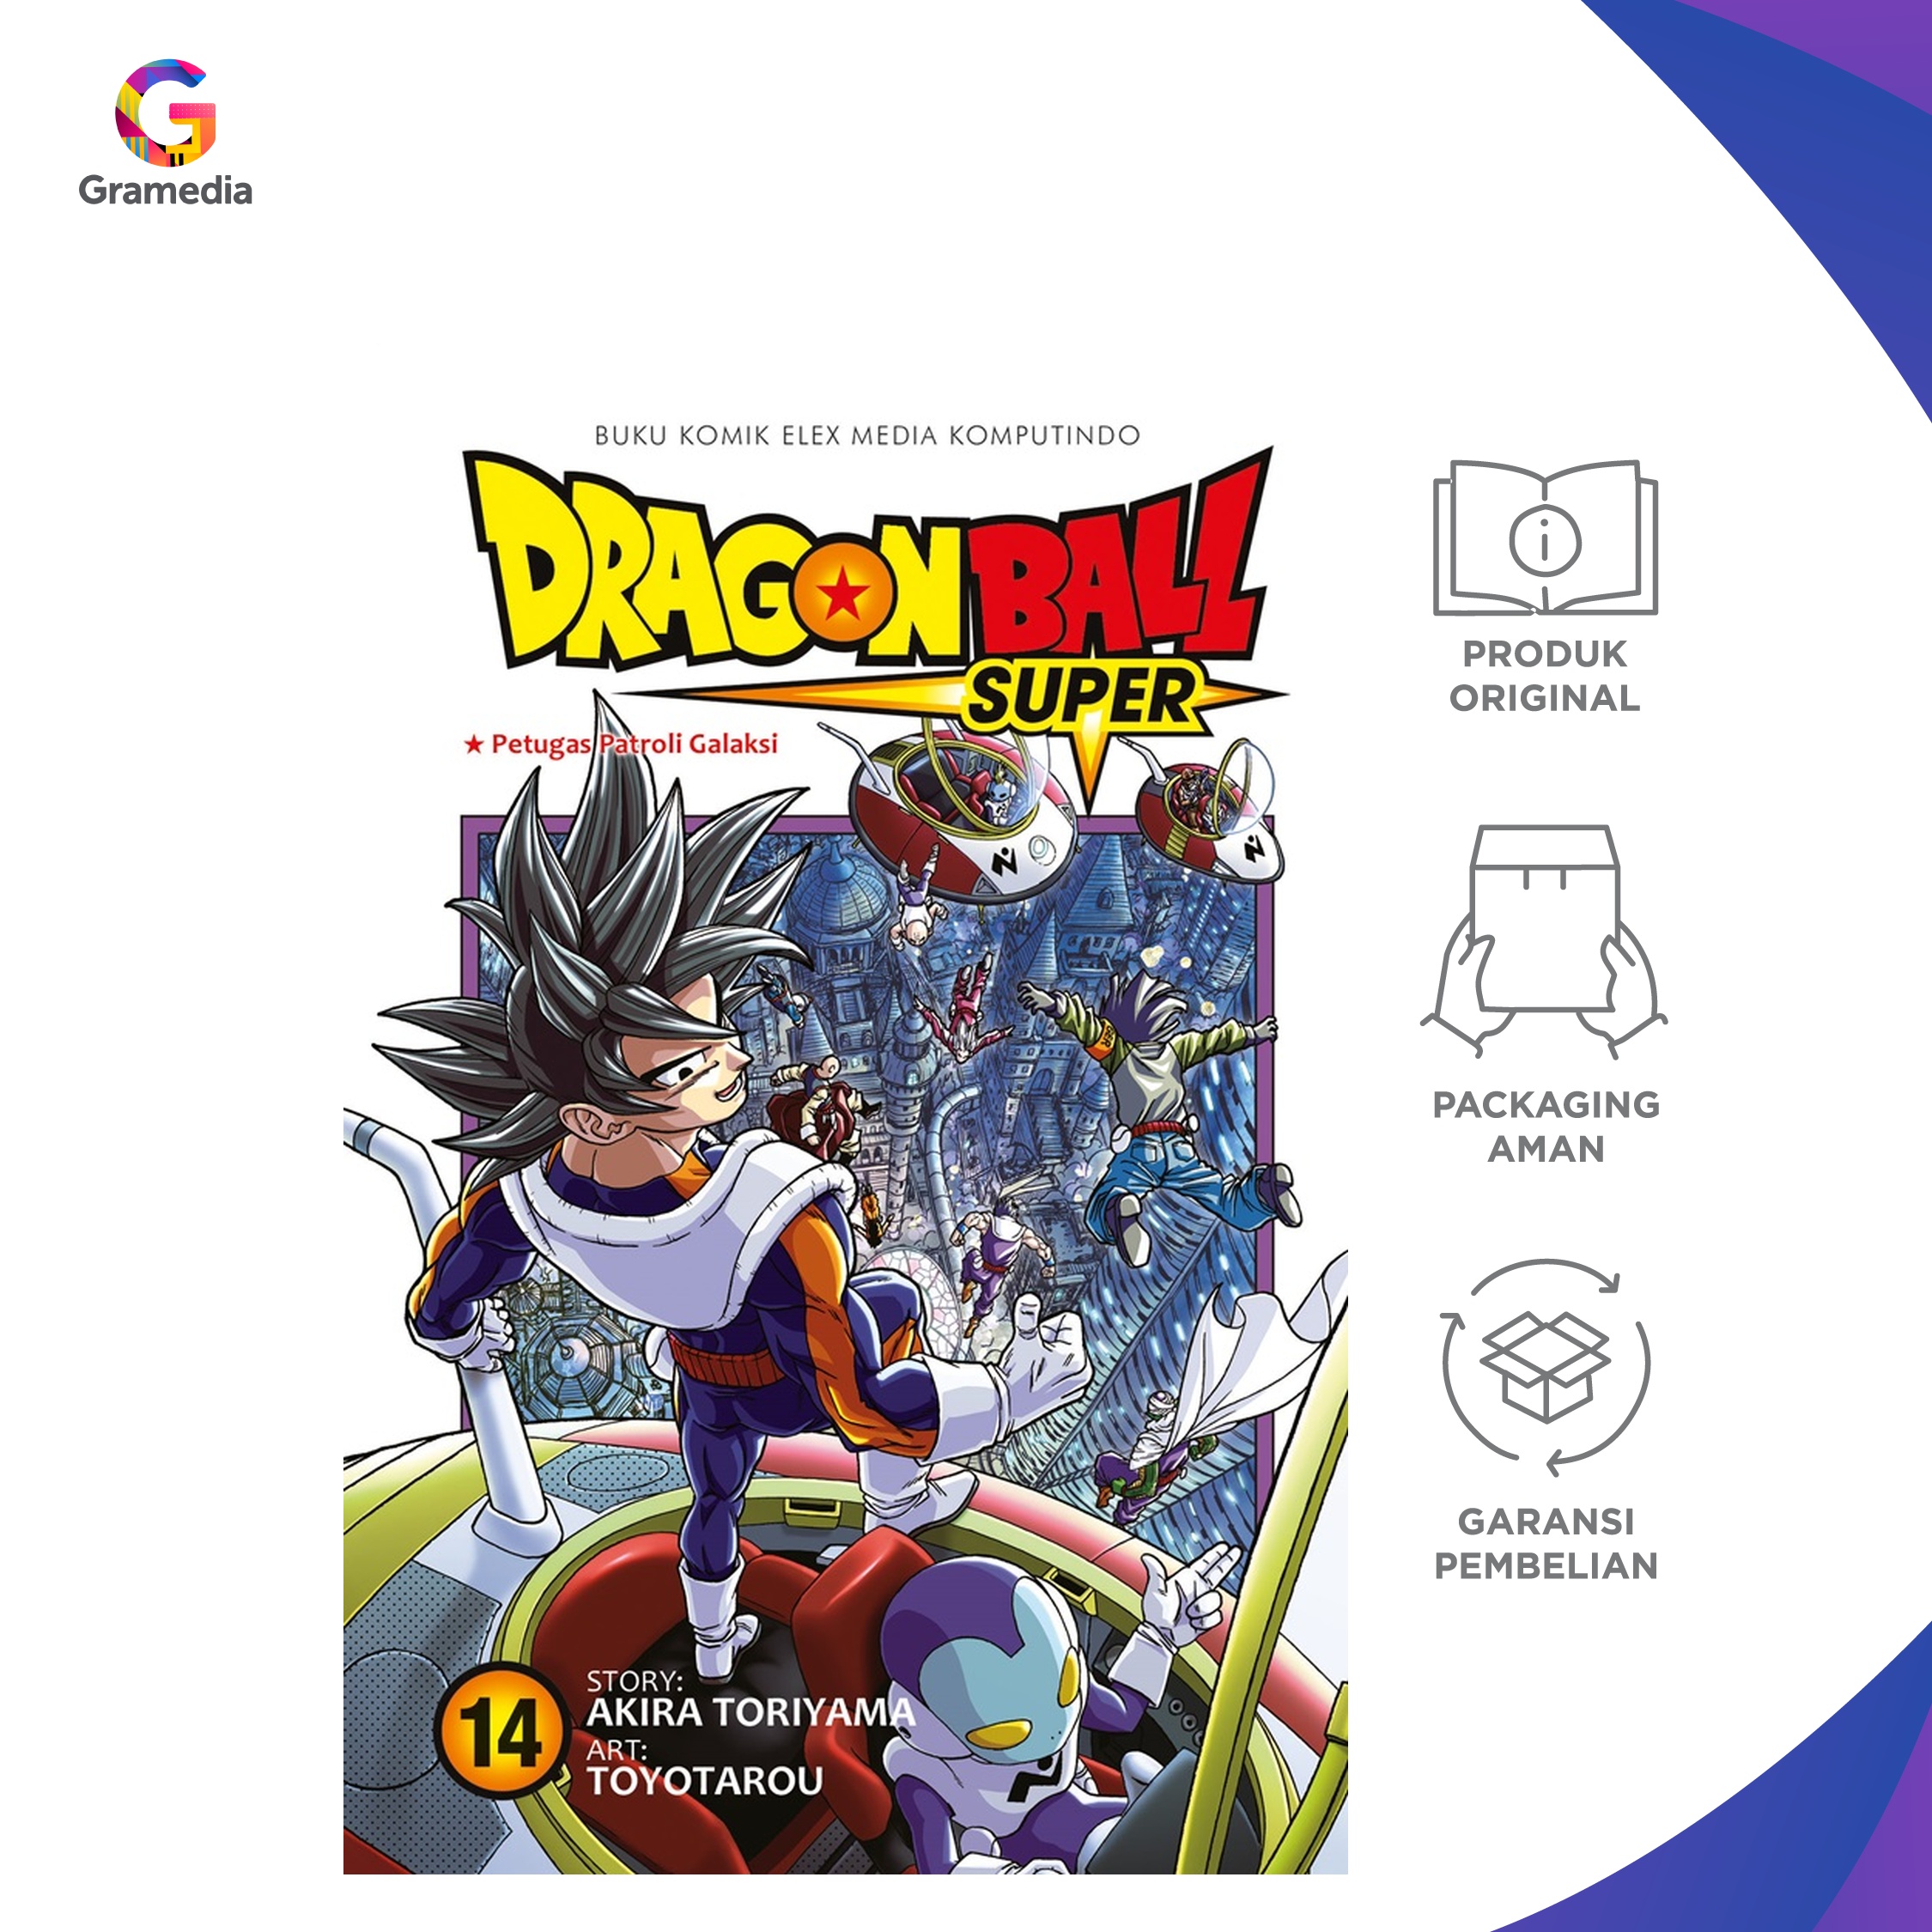 Gramedia
BUKU KOMIK ELEX MEDIA KOMPUTINDO
DRAGON BALL
SUPER
★ Petugas Patroli Galaksi
14
STORY:
AKIRA TORIYAMA
ART:
TOYOTAROU
PRODUK
ORIGINAL
PACKAGING
AMAN
GARANSI
PEMBELIAN